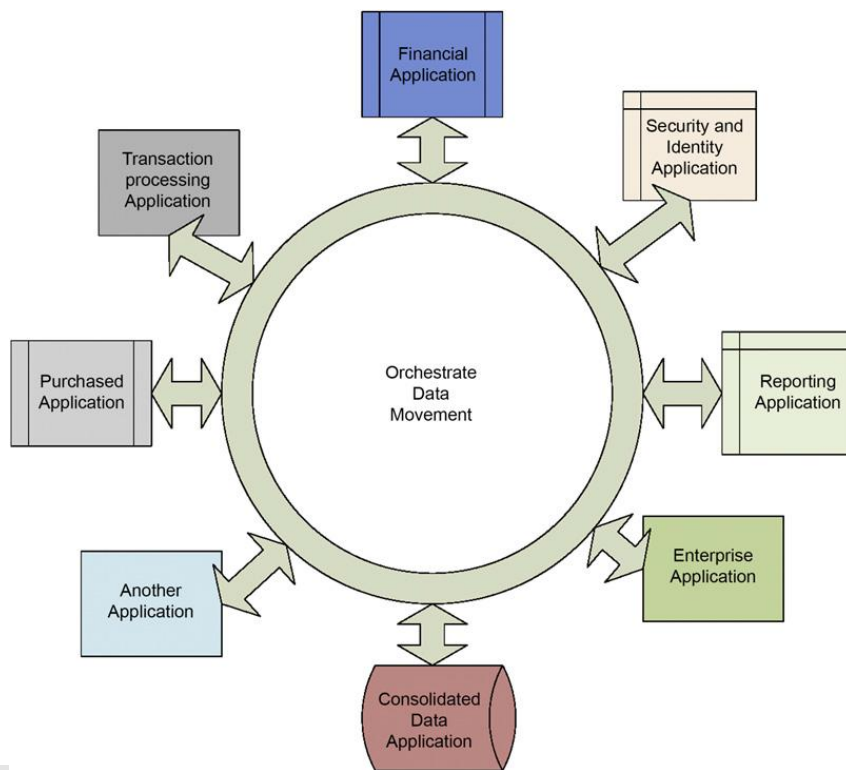 Financial
Application
Security and
Identity
Application
Transaction
processing
Application
Purchased
Application
Orchestrate
Data
Movement
Reporting
Application
Another
Application
Enterprise
Application
Consolidated
Data
Application